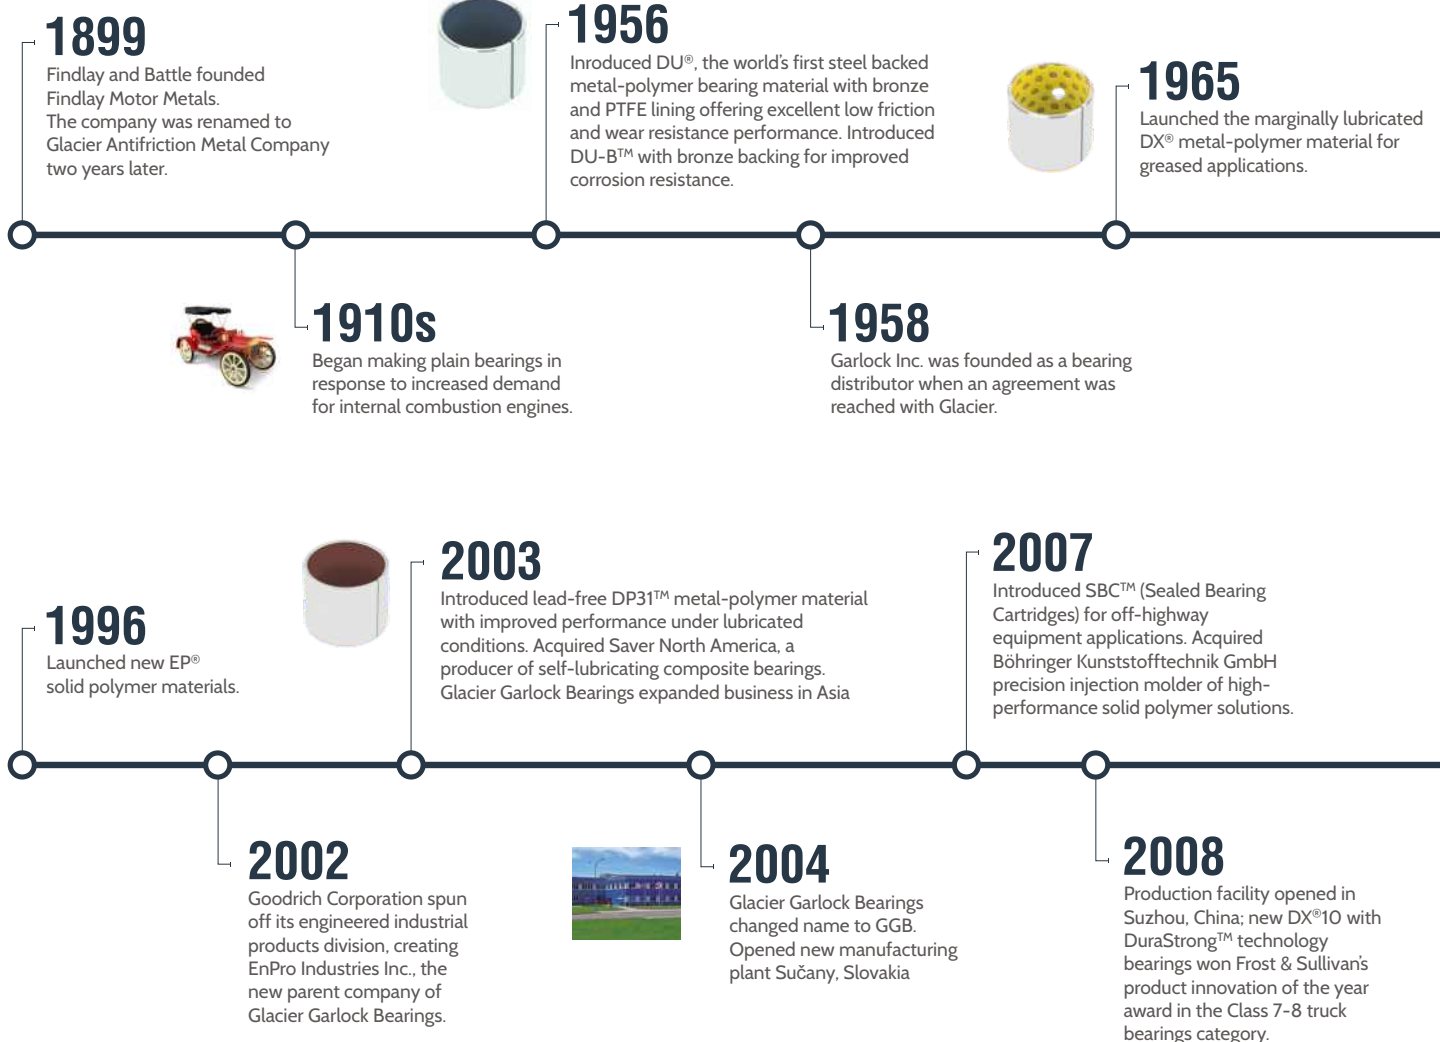 1899
Findlay and Battle founded
Findlay Motor Metals.
The company was renamed to
Glacier Antifriction Metal Company
two years later.
1910s
Began making plain bearings in
response to increased demand
for internal combustion engines.
1956
Inroduced DU®, the world's first steel backed
metal-polymer bearing material with bronze
and PTFE lining offering excellent low friction
and wear resistance performance. Introduced
DU-B™ with bronze backing for improved
corrosion resistance.
1958
Garlock Inc. was founded as a bearing
distributor when an agreement was
reached with Glacier.
1965
Launched the marginally lubricated
DX® metal-polymer material for
greased applications.
1996
Launched new EP®
solid polymer materials.
2002
Goodrich Corporation spun
off its engineered industrial
products division, creating
EnPro Industries Inc., the
new parent company of
Glacier Garlock Bearings.
2003
Introduced lead-free DP31™ metal-polymer material
with improved performance under lubricated
conditions. Acquired Saver North America, a
producer of self-lubricating composite bearings.
Glacier Garlock Bearings expanded business in Asia
2004
Glacier Garlock Bearings
changed name to GGB.
Opened new manufacturing
plant Sučany, Slovakia
2007
Introduced SBC™ (Sealed Bearing
Cartridges) for off-highway
equipment applications. Acquired
Böhringer Kunststofftechnik GmbH
precision injection molder of high-
performance solid polymer solutions.
2008
Production facility opened in
Suzhou, China; new DX®10 with
DuraStrong™ technology
bearings won Frost & Sullivan's
product innovation of the year
award in the Class 7-8 truck
bearings category.